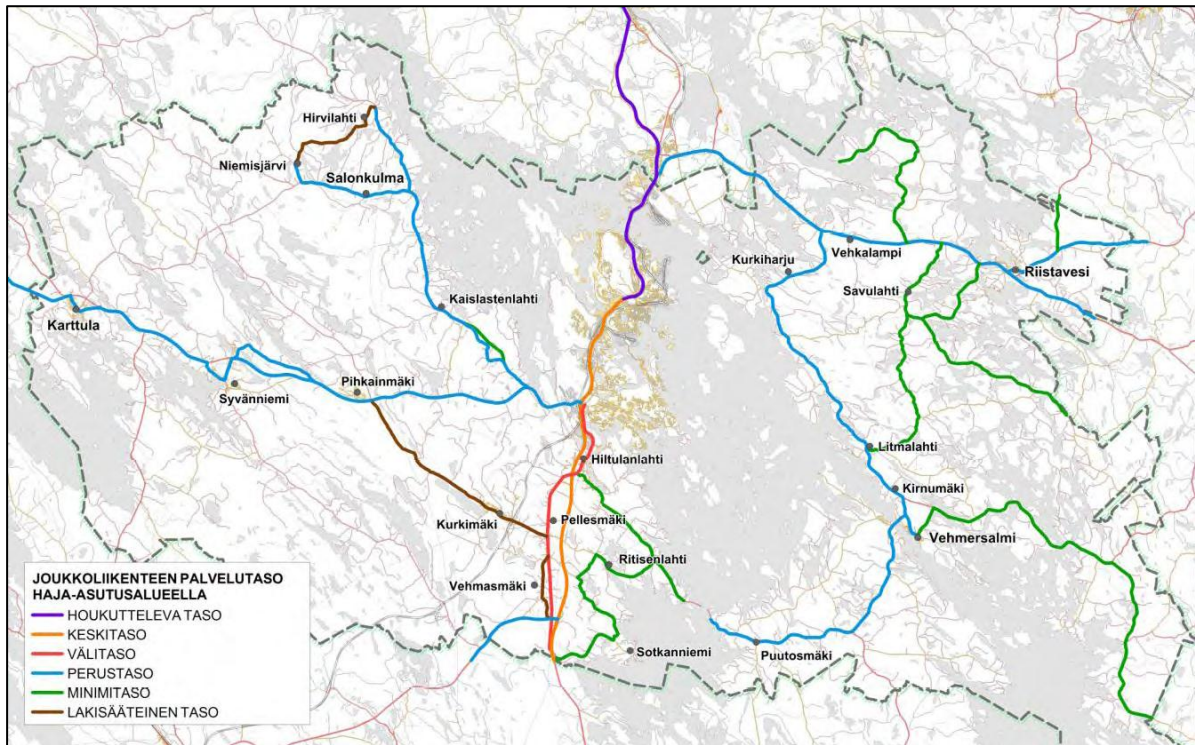 Hirvilahti
Niemisjärvi
Salonkulma
Kurkiharju
Vehkalampi
Riistavesi
Savulahti
Kaislastenlahti
Karttula
Syvänniemi
Pihkainmäki
Litmalahti
Hiltulanlahti
Kirnumäki
Kurkimäki
Pellesmäki
Vehmersalmi
Ritisenlahti
Vehmasmäki
Sotkanniemi
Puutosmäki
JOUKKOLIIKENTEEN PALVELUTASO
HAJA-ASUTUSALUEELLA
HOUKUTTELEVA TASO
KESKITASO
VÄLITASO
PERUSTASO
MINIMITASO
LAKISÄÄTEINEN TASO